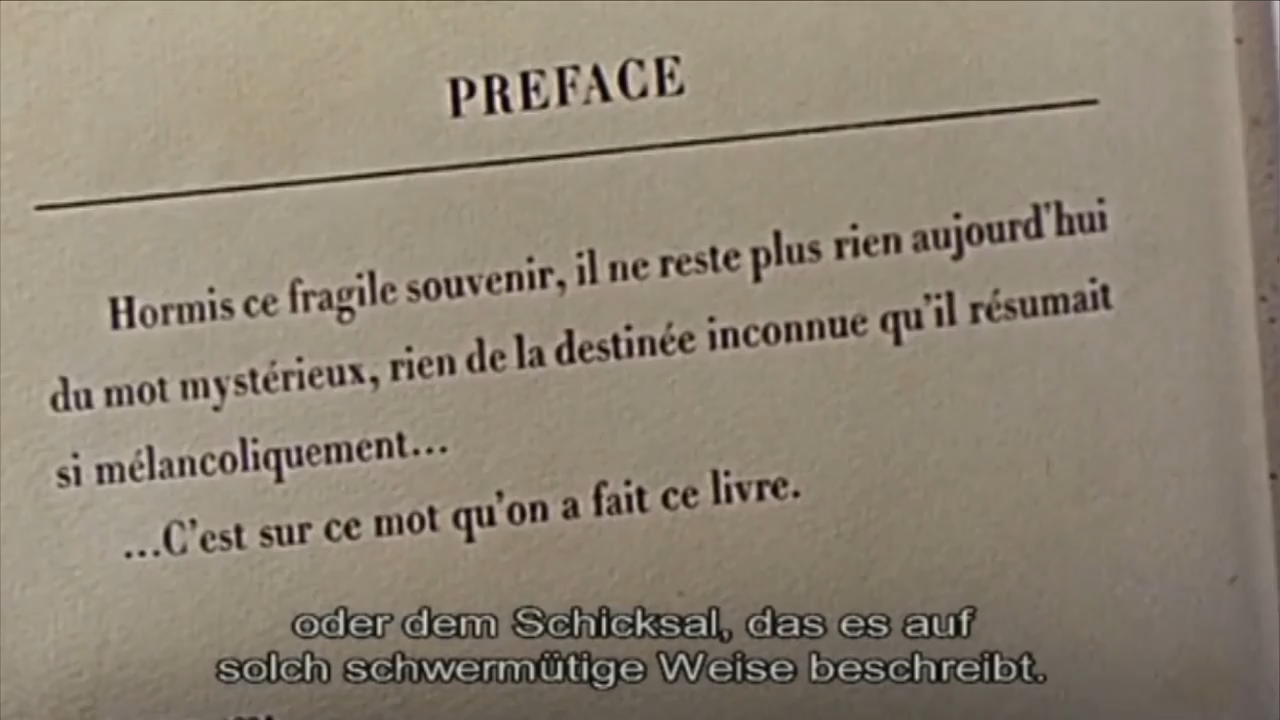 PREFACE
Hormis ce fragile souvenir, il ne reste plus rien aujourd'hui
du mot mystérieux, rien de la destinée inconnue qu'il résumait
si mélancoliquement...
...C'est sur ce mot qu'on a fait ce livre.
oder dem Schicksal, das es auf
solch schwermütige Weise beschreibt.